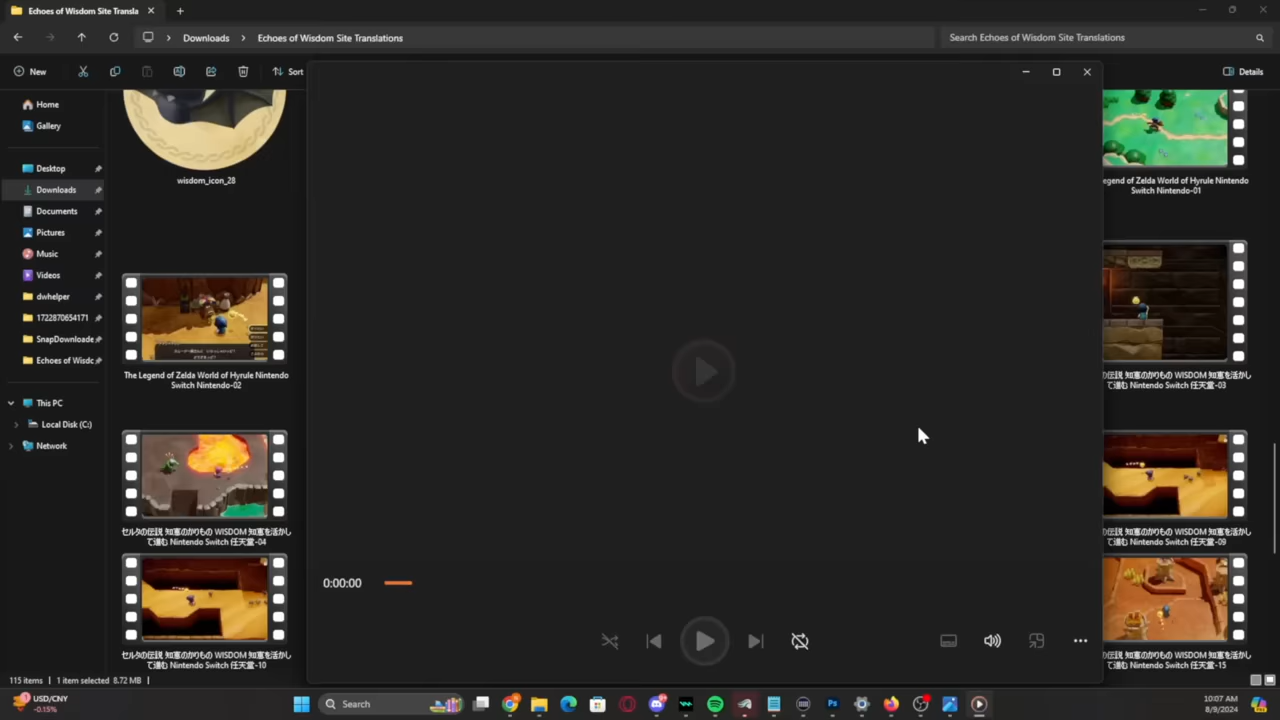 Echoes of Wisdom Site Transla
Downloads
Echoes of Wisdom Site Translations
Search Echoes of Wisdom Site Translations
New
Sort
Details
Home
Gallery
Desktop
Downloads
Documents
Pictures
Music
Videos
dwhelper
1722870654171
SnapDownloade
Echoes of Wisdc
This PC
Local Disk (C:)
Network
wisdom_icon_28
egend of Zelda World of Hyrule Nintendo
Switch Nintendo-01
The Legend of Zelda World of Hyrule Nintendo
Switch Nintendo-02
の伝説 知恵のかりもの WISDOM 知恵を活かし
て進む Nintendo Switch 任天堂-03
ゼルダの伝説 知恵のかりもの WISDOM 知恵を活かし
て進む Nintendo Switch 任天堂-04
の伝説 知恵のかりもの WISDOM 知恵を活かし
て進む Nintendo Switch 任天堂-09
ゼルダの伝説 知恵のかりもの WISDOM 知恵を活かし
て進む Nintendo Switch 任天堂-10
の伝説 知恵のかりもの WISDOM 知恵を活かし
て進む Nintendo Switch 任天堂-15
0:00:00
115 items
1 item selected 8.72 MB
USD/CNY
-0.15%
Search
10:07 AM
8/9/2024